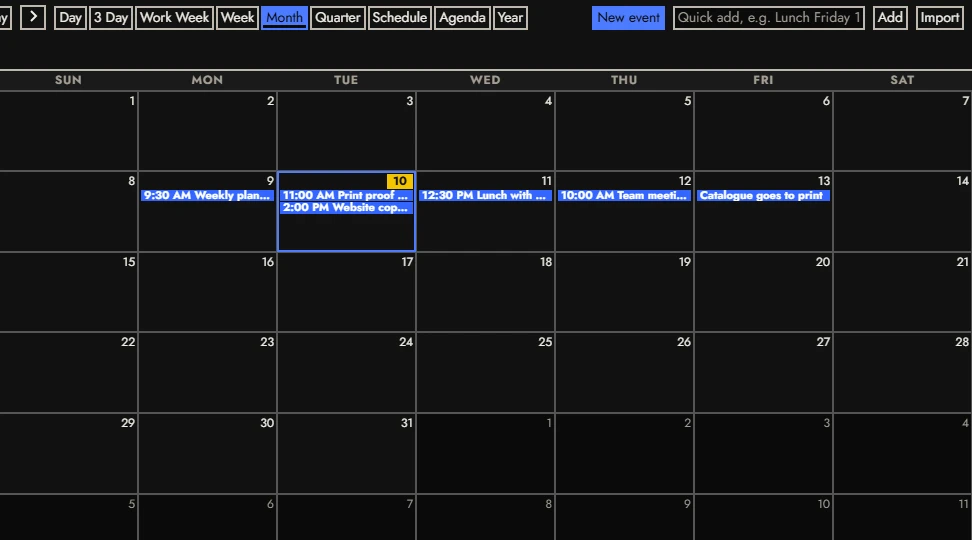 Day 3 Day Work Week Week Month Quarter Schedule Agenda Year New event Quick add, e.g. Lunch Friday 1 Add Import
SUN MON TUE WED THU FRI SAT
1 2 3 4 5 6 7
8 9 10 11 12 13 14
9:30 AM Weekly plan... 11:00 AM Print proof ... 12:30 PM Lunch with ... 10:00 AM Team meeti... Catalogue goes to print
2:00 PM Website cop...
15 16 17 18 19 20 21
22 23 24 25 26 27 28
29 30 31 1 2 3 4
5 6 7 8 9 10 11